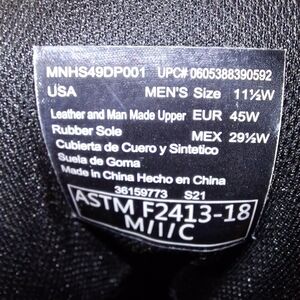 MNHS49DP001 UPC# 0605388390592
USA MEN'S Size 11½W
Leather and Man Made Upper EUR 45W
Rubber Sole MEX 29½W
Cubierta de Cuero y Sintetico
Suela de Goma
Made in China Hecho en China
36159773 S21
ASTM F2413-18
M/I/C